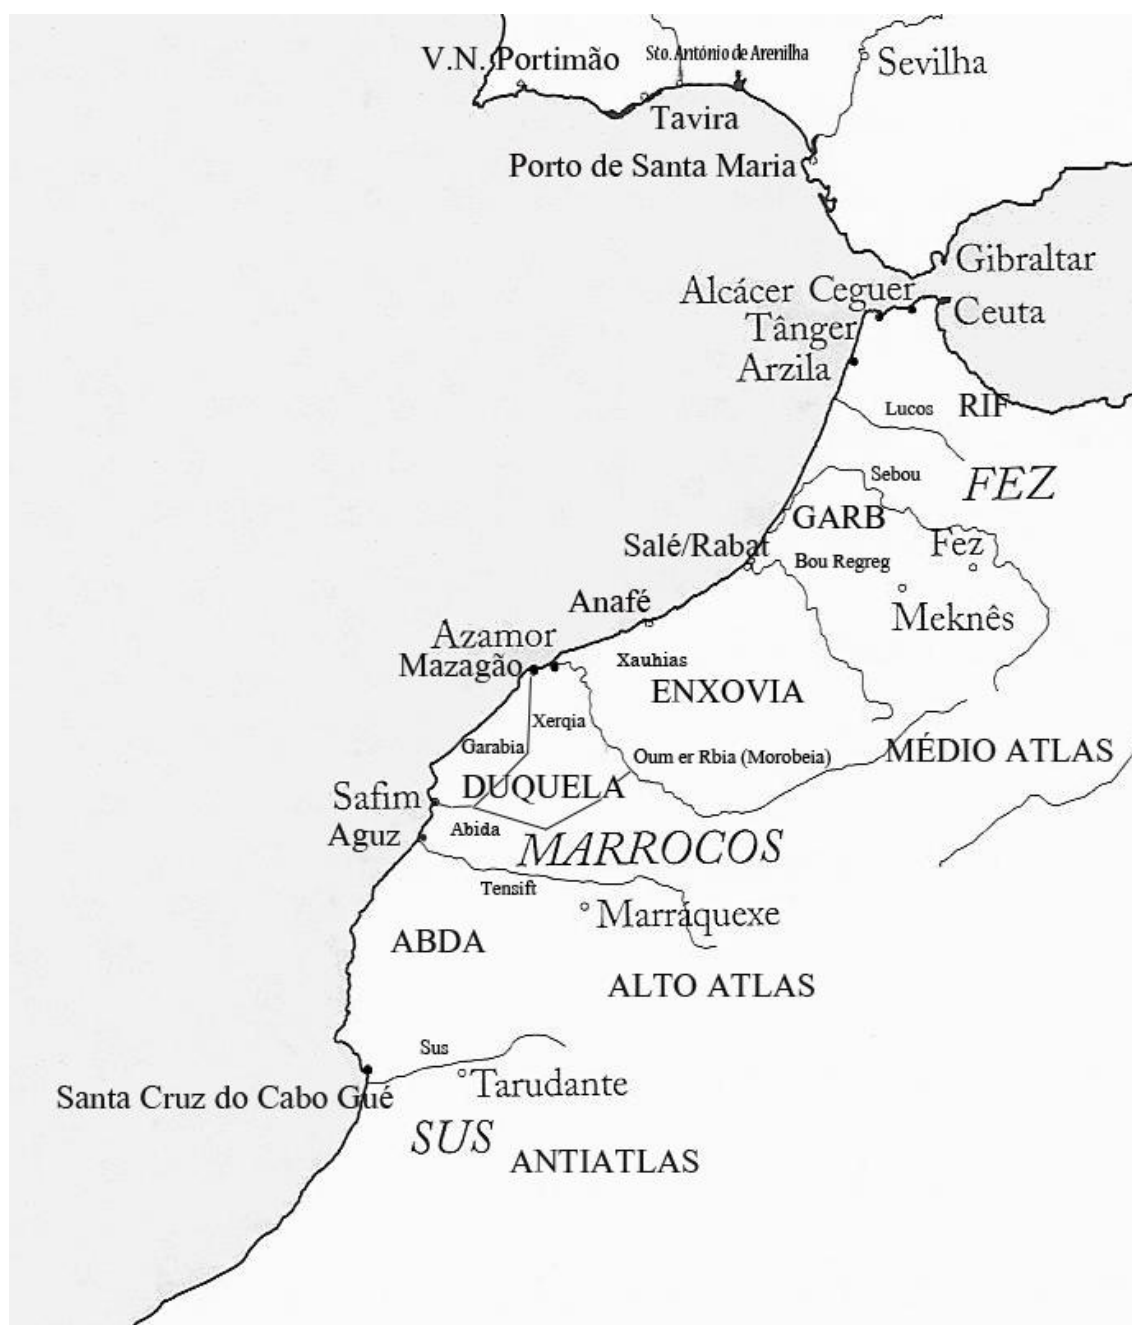 V.N. Portimão
Sto. António de Arenilha
Sevilha
Tavira
Porto de Santa Maria
Gibraltar
Alcácer Ceguer
Ceuta
Tânger
Arzila
Lucos
RIF
Sebou
FEZ
GARB
Salé/Rabat
Fez
Bou Regreg
Anafé
Meknês
Azamor
Mazagão
Xauhias
ENXOVIA
Xerqia
Garabia
Oum er Rbia (Morobeia)
MÉDIO ATLAS
DUQUELA
Safim
Abida
Aguz
MARROCOS
Tensift
Marráquexe
ABDA
ALTO ATLAS
Sus
Tarudante
Santa Cruz do Cabo Gué
SUS
ANTIATLAS